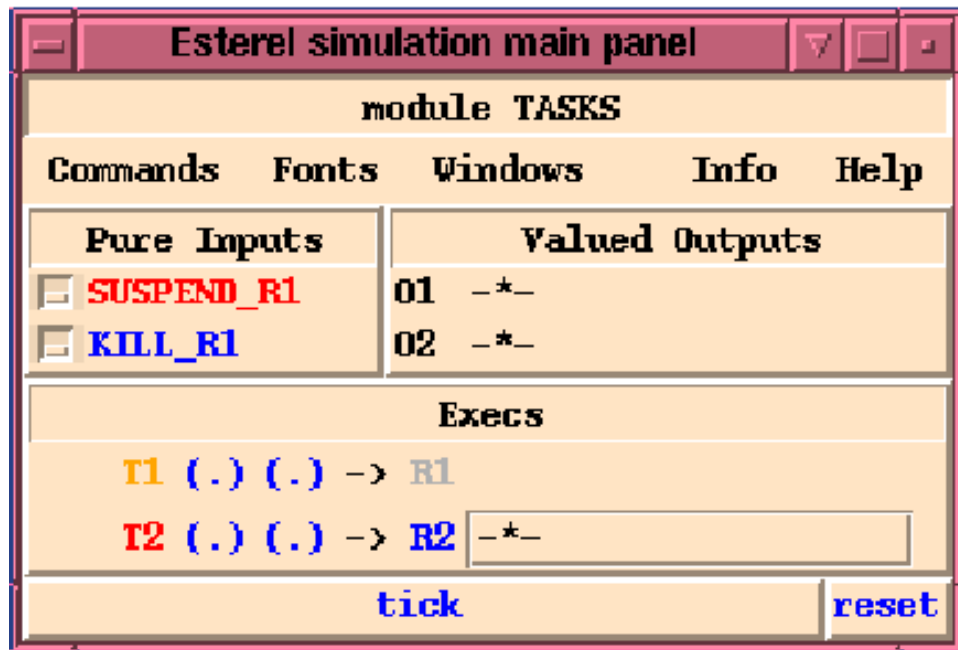 Esterel simulation main panel
module TASKS
Commands Fonts Windows Info Help
Pure Inputs
SUSPEND_R1
KILL_R1
Valued Outputs
O1 -*-
O2 -*-
Execs
T1 (.) (.) -> R1
T2 (.) (.) -> R2 -*-
tick reset